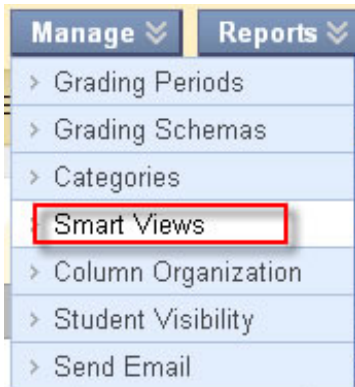 Manage Reports
Grading Periods
Grading Schemas
Categories
Smart Views
Column Organization
Student Visibility
Send Email